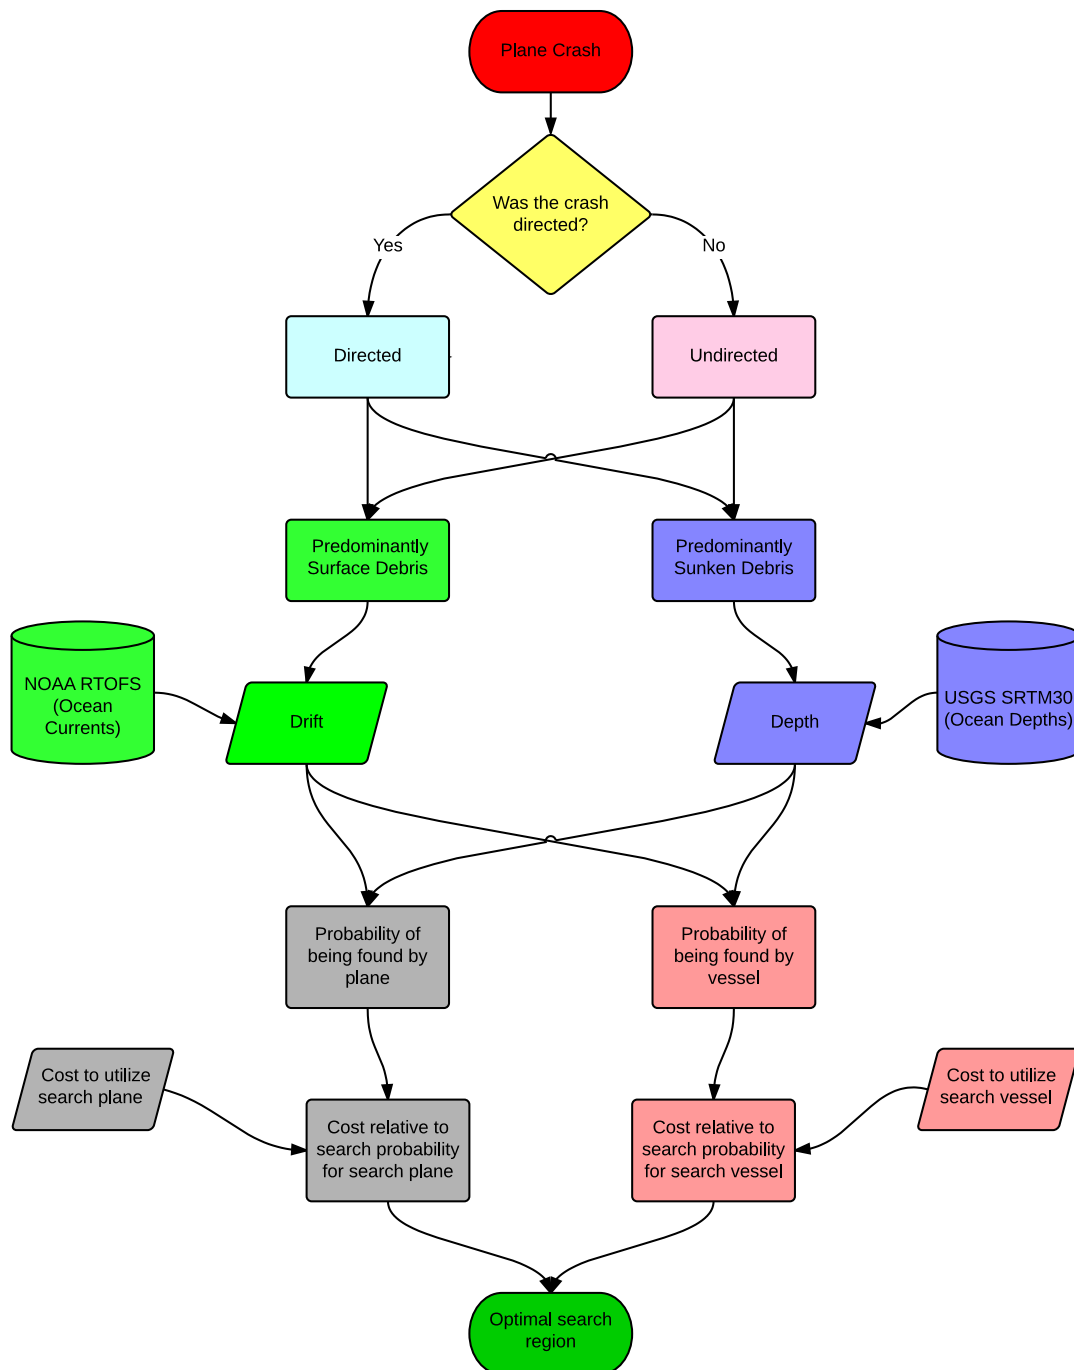 Plane Crash
Was the crash
directed?
Yes
No
Directed
Undirected
Predominantly
Surface Debris
Predominantly
Sunken Debris
NOAA RTOFS
(Ocean
Currents)
Drift
Depth
USGS SRTM30
(Ocean Depths)
Probability of
being found by
plane
Probability of
being found by
vessel
Cost to utilize
search plane
Cost relative to
search probability
for search plane
Cost relative to
search probability
for search vessel
Cost to utilize
search vessel
Optimal search
region